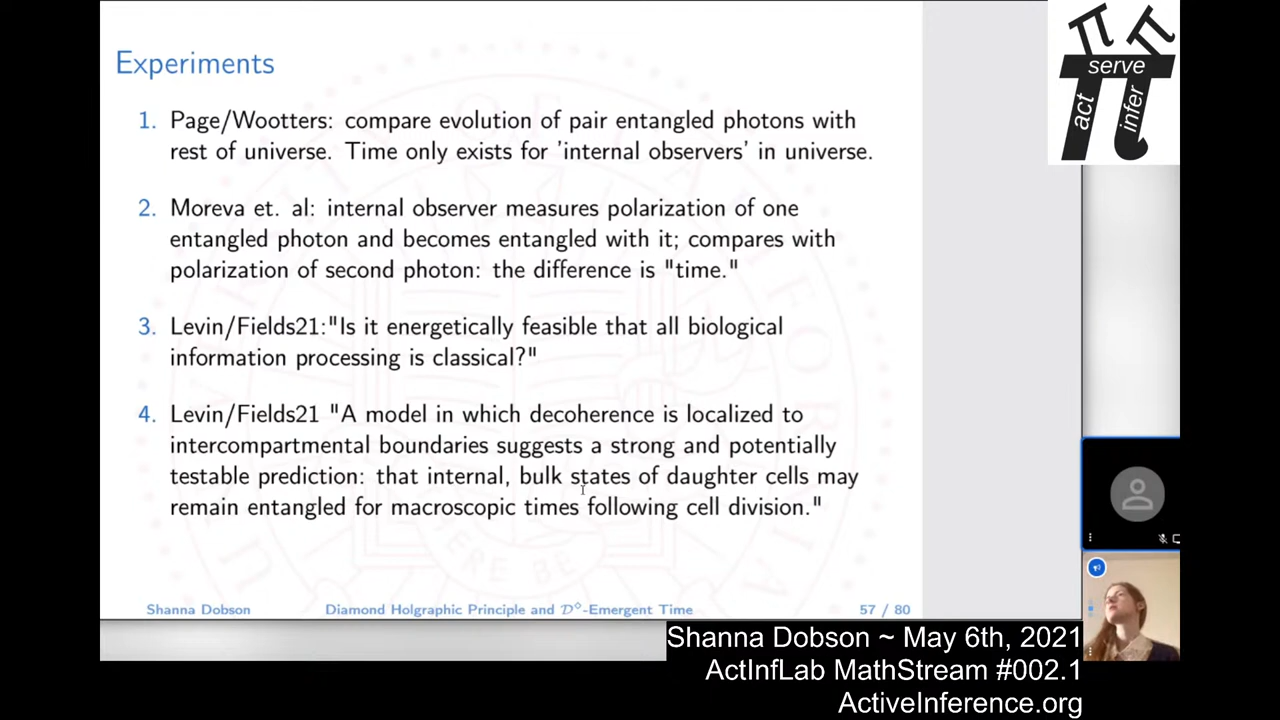 Experiments
1. Page/Wootters: compare evolution of pair entangled photons with
rest of universe. Time only exists for 'internal observers' in universe.
2. Moreva et. al: internal observer measures polarization of one
entangled photon and becomes entangled with it; compares with
polarization of second photon: the difference is "time."
3. Levin/Fields21:"Is it energetically feasible that all biological
information processing is classical?"
4. Levin/Fields21 "A model in which decoherence is localized to
intercompartmental boundaries suggests a strong and potentially
testable prediction: that internal, bulk states of daughter cells may
remain entangled for macroscopic times following cell division."
Shanna Dobson Diamond Holgraphic Principle and 𝒟◇-Emergent Time 57 / 80
serve
act
infer
Shanna Dobson ~ May 6th, 2021
ActInfLab MathStream #002.1
ActiveInference.org